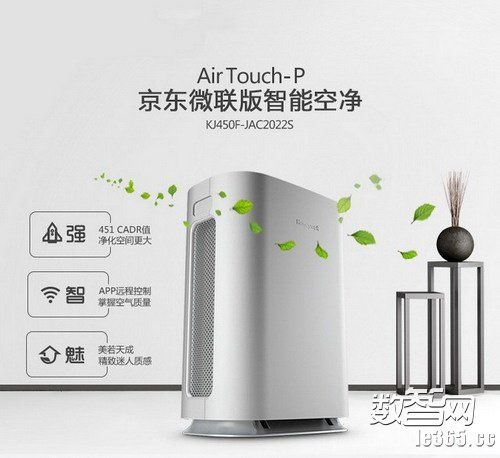 Air Touch-P
京东微联版智能空净
KJ450F-JAC2022S
强
451 CADR值
净化空间更大
智
APP远程控制
掌握空气质量
魅
美若天成
精致迷人质感
Honeywell
数智网
le365.cc